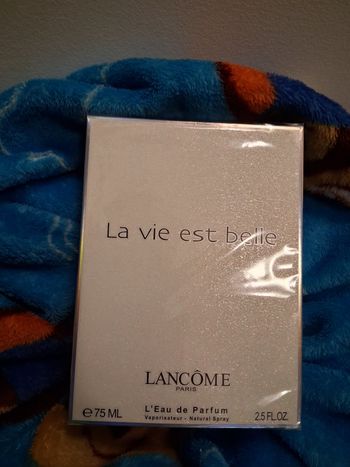 La vie est belle
LANCÔME
PARIS
L'Eau de Parfum
℮75 ML Vaporisateur - Natural Spray 2.5 FL.OZ.